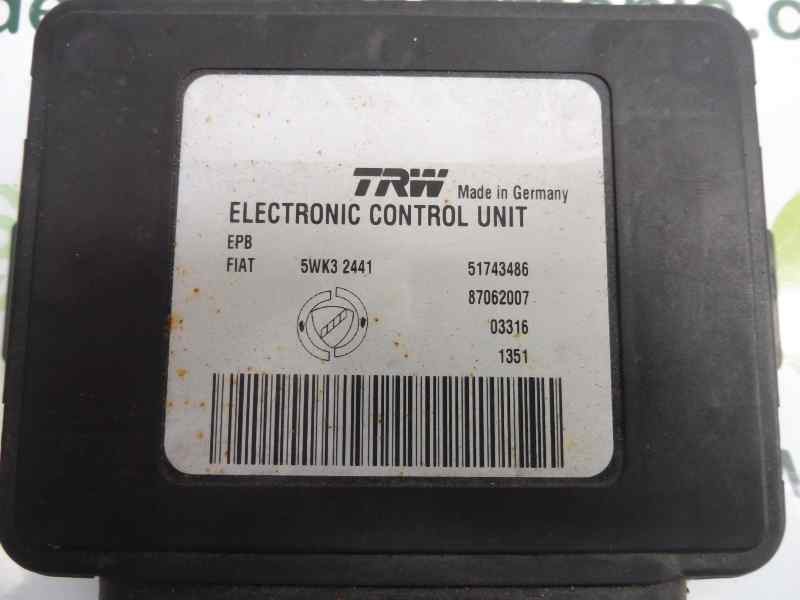 TRW Made in Germany
ELECTRONIC CONTROL UNIT
EPB
FIAT 5WK3 2441 51743486
87062007
03316
1351